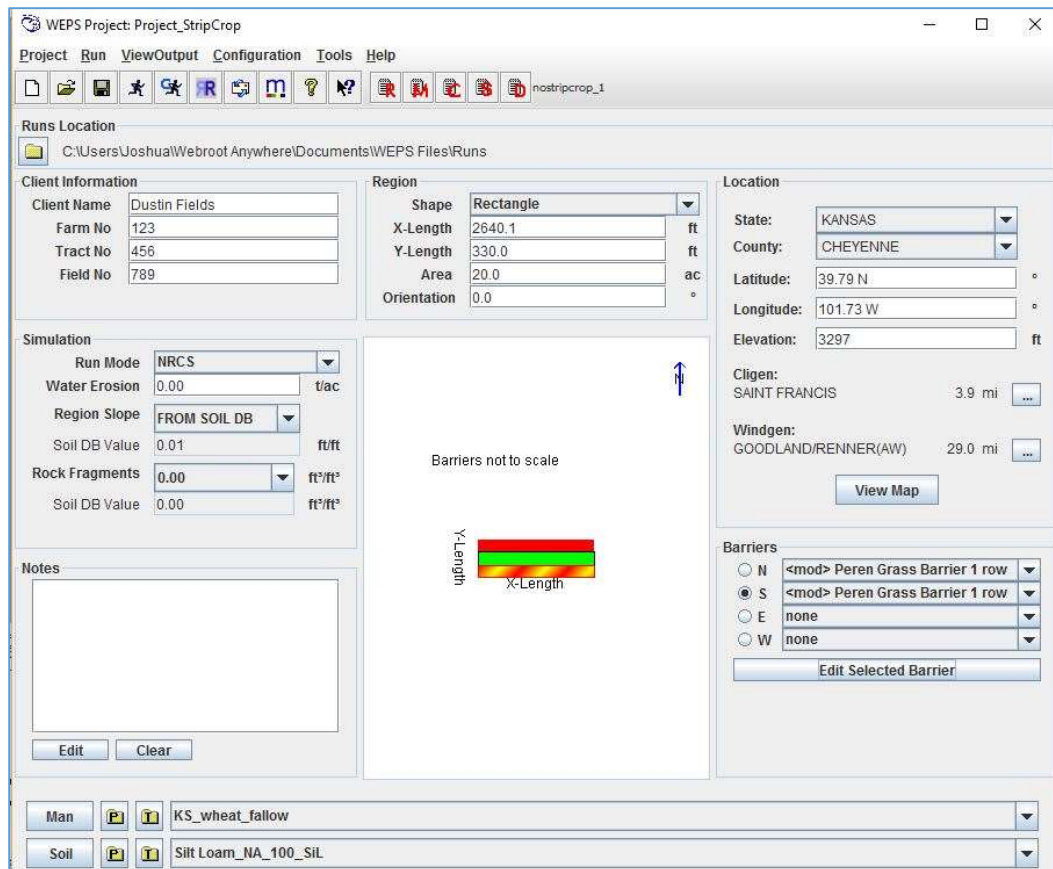 WEPS Project: Project_StripCrop
Project Run ViewOutput Configuration Tools Help
R R M C S D nostripcrop_1
Runs Location
C:\Users\Joshua\Webroot Anywhere\Documents\WEPS Files\Runs
Client Information
Client Name Dustin Fields
Farm No 123
Tract No 456
Field No 789
Region
Shape Rectangle
X-Length 2640.1 ft
Y-Length 330.0 ft
Area 20.0 ac
Orientation 0.0 °
Location
State: KANSAS
County: CHEYENNE
Latitude: 39.79 N °
Longitude: 101.73 W °
Elevation: 3297 ft
Cligen:
SAINT FRANCIS 3.9 mi ...
Windgen:
GOODLAND/RENNER(AW) 29.0 mi ...
View Map
Simulation
Run Mode NRCS
Water Erosion 0.00 t/ac
Region Slope FROM SOIL DB
Soil DB Value 0.01 ft/ft
Rock Fragments 0.00 ft³/ft³
Soil DB Value 0.00 ft³/ft³
N
Barriers not to scale
Y-Length
X-Length
Barriers
N <mod> Peren Grass Barrier 1 row
S <mod> Peren Grass Barrier 1 row
E none
W none
Edit Selected Barrier
Notes
Edit Clear
Man P T KS_wheat_fallow
Soil P T Silt Loam_NA_100_SiL